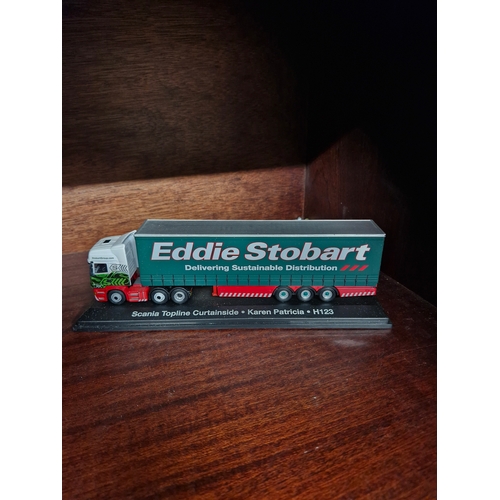 Eddie Stobart
Delivering Sustainable Distribution
Scania Topline Curtainside • Karen Patricia • H123